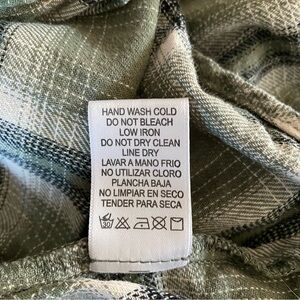 HAND WASH COLD
DO NOT BLEACH
LOW IRON
DO NOT DRY CLEAN
LINE DRY
LAVAR A MANO FRIO
NO UTILIZAR CLORO
PLANCHA BAJA
NO LIMPIAR EN SECO
TENDER PARA SECA
30